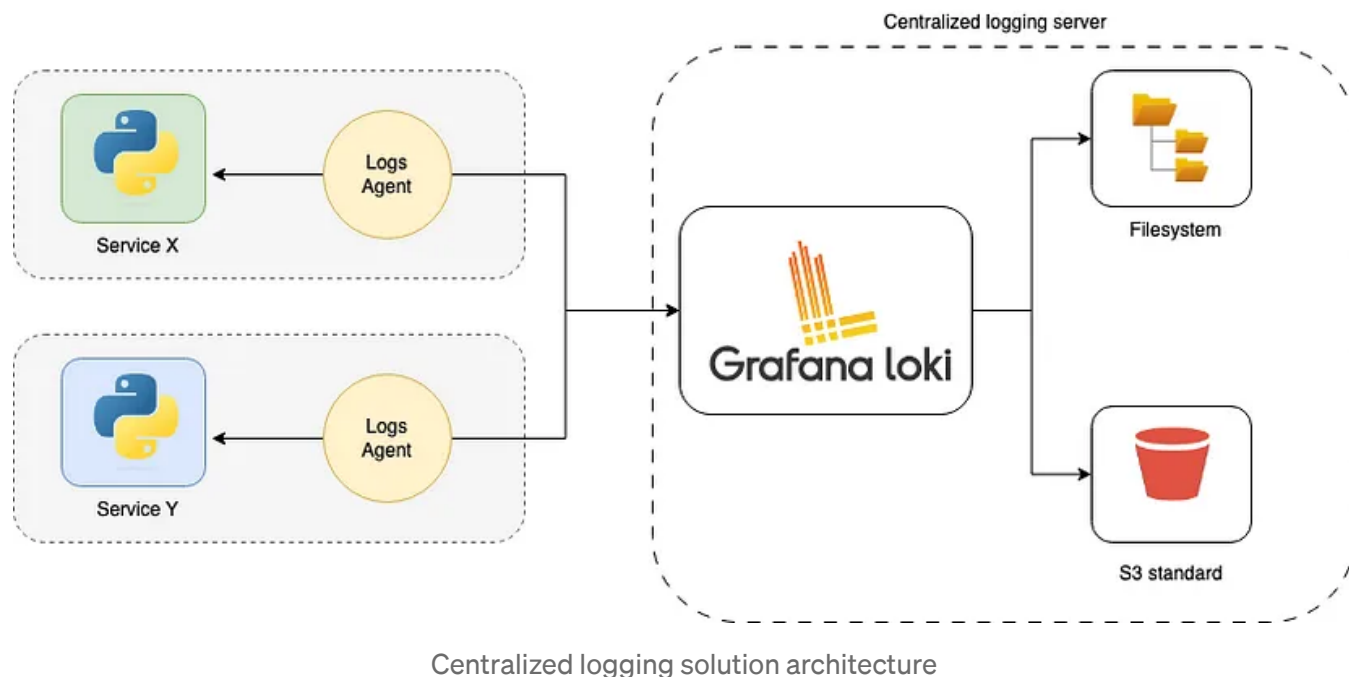 Centralized logging server
Logs
Agent
Service X
Filesystem
Grafana loki
Logs
Agent
Service Y
S3 standard
Centralized logging solution architecture